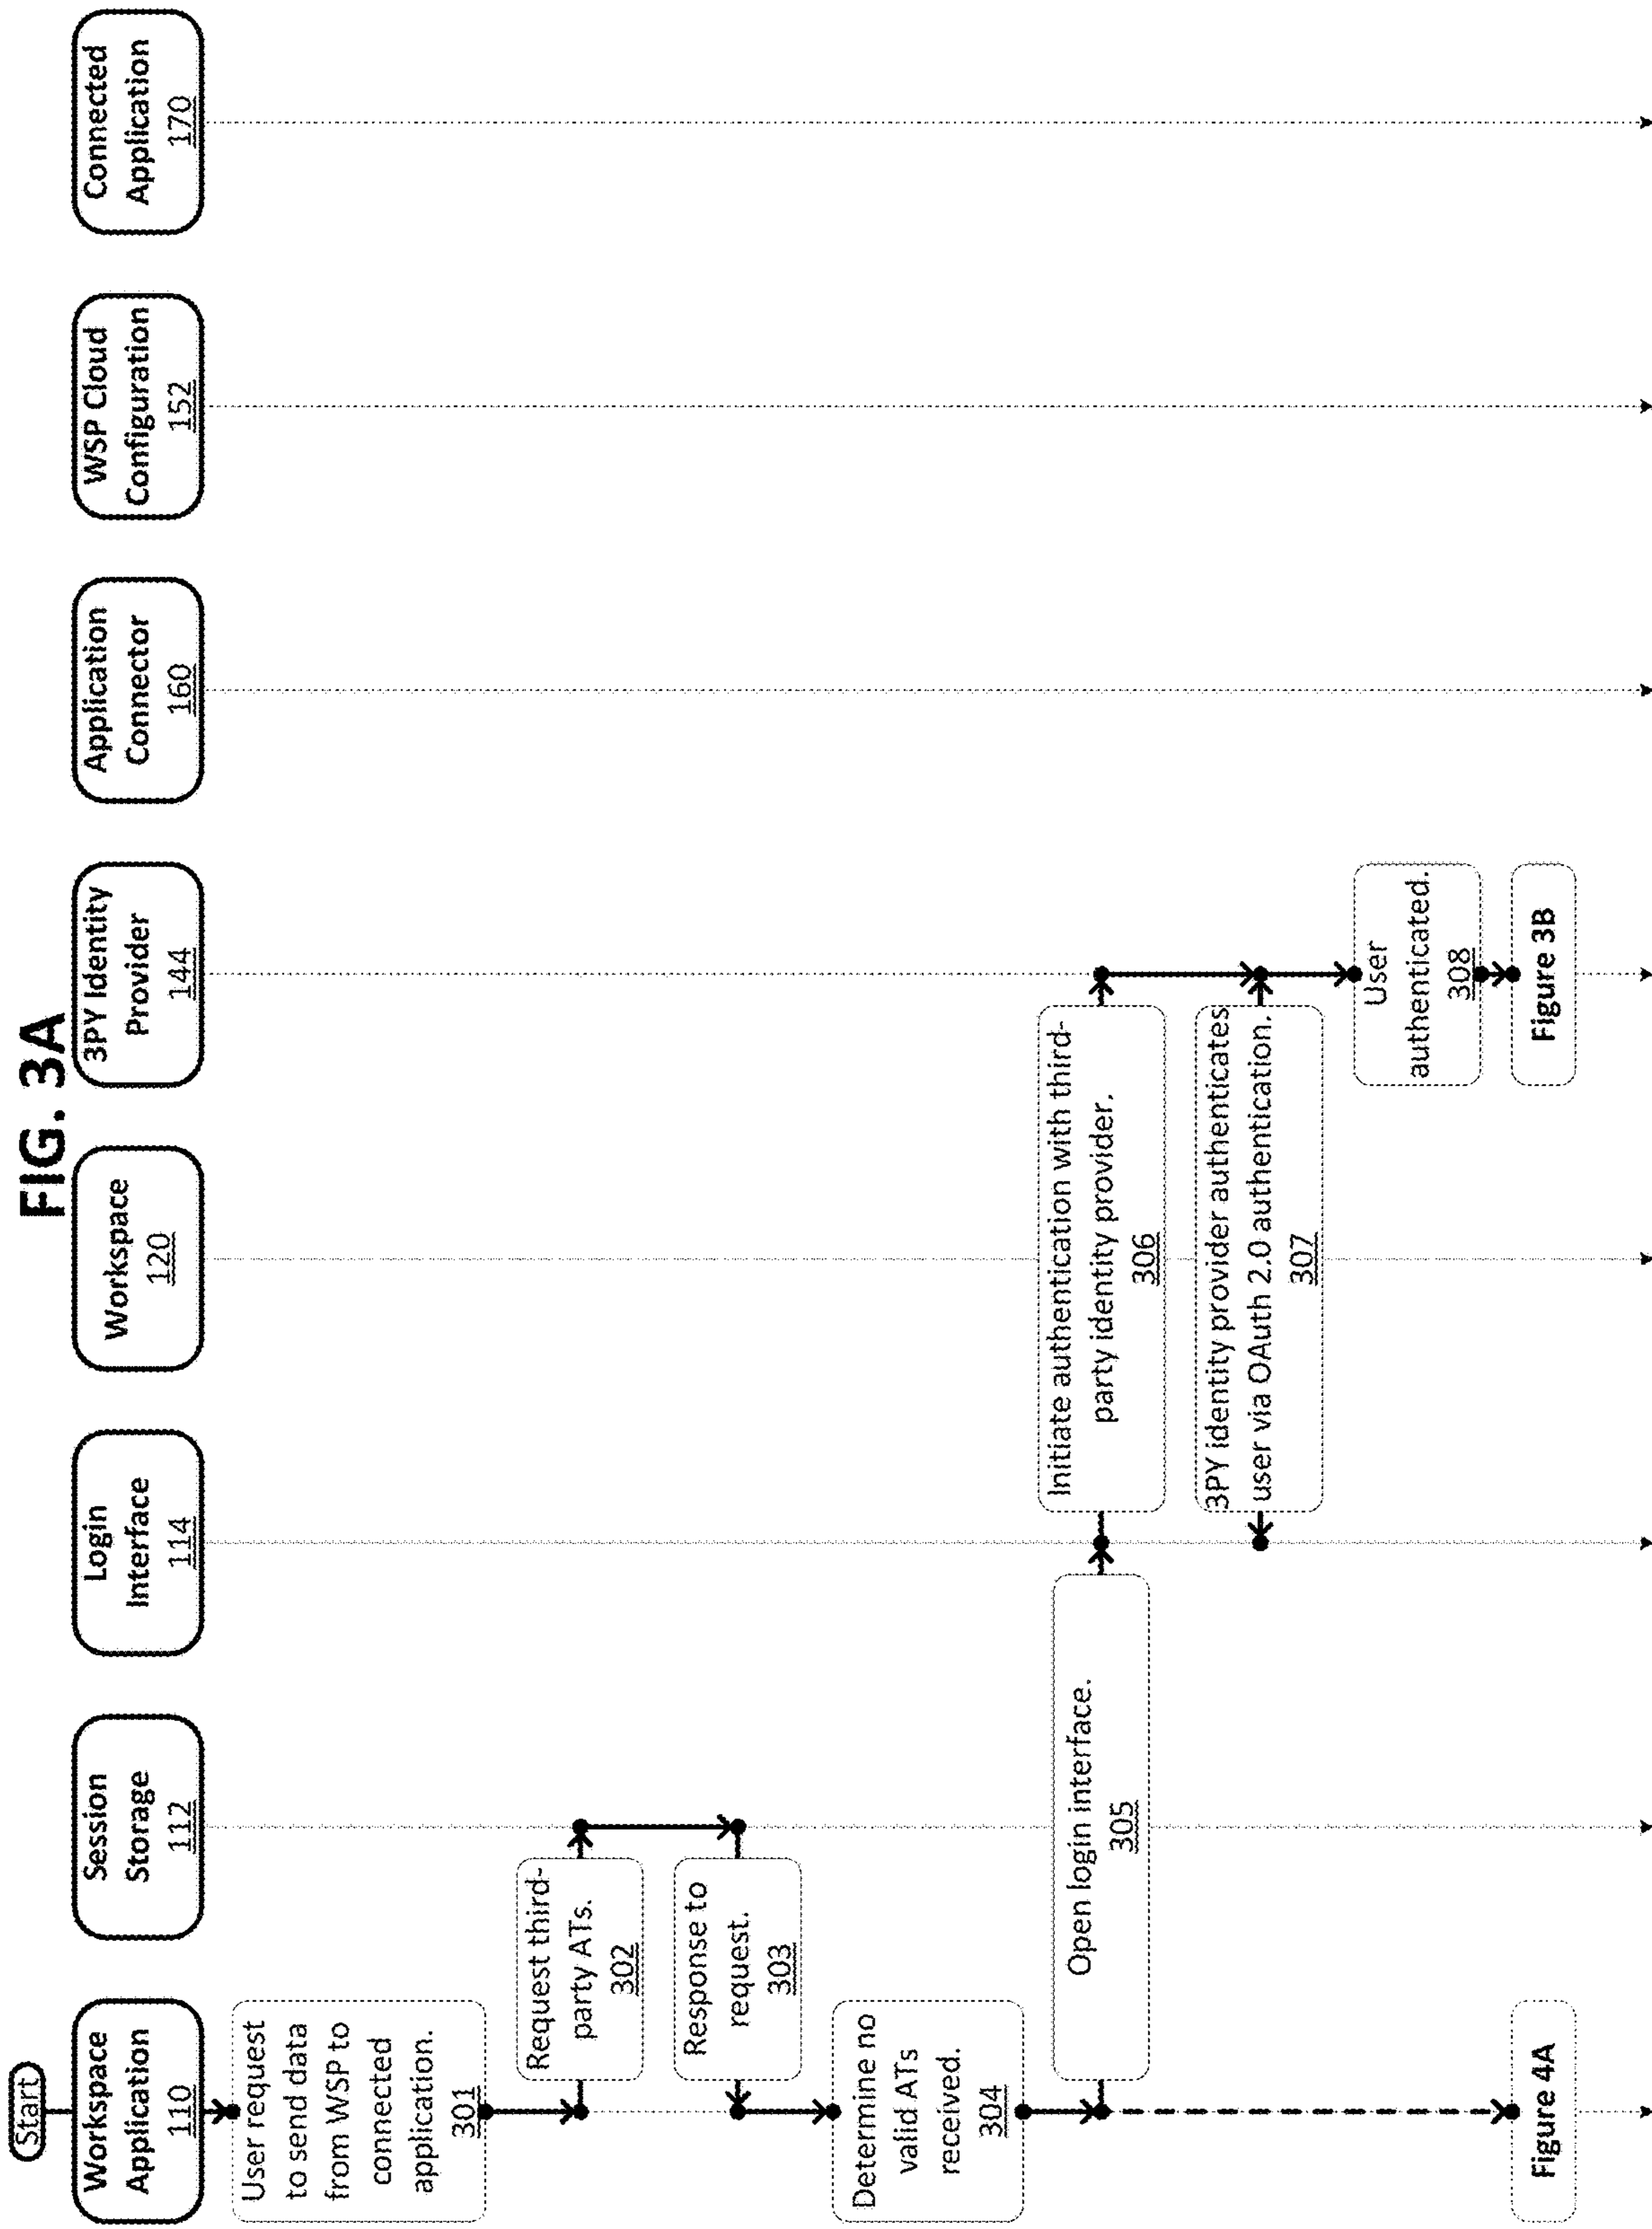 FIG. 3A
Start
Workspace
Application
110
Session
Storage
112
Login
Interface
114
Workspace
120
3PY Identity
Provider
144
Application
Connector
160
WSP Cloud
Configuration
152
Connected
Application
170
User request
to send data
from WSP to
connected
application.
301
Request third-
party ATs.
302
Response to
request.
303
Determine no
valid ATs
received.
304
Open login interface.
305
Initiate authentication with third-
party identity provider.
306
3PY identity provider authenticates
user via OAuth 2.0 authentication.
307
User
authenticated.
308
Figure 4A
Figure 3B